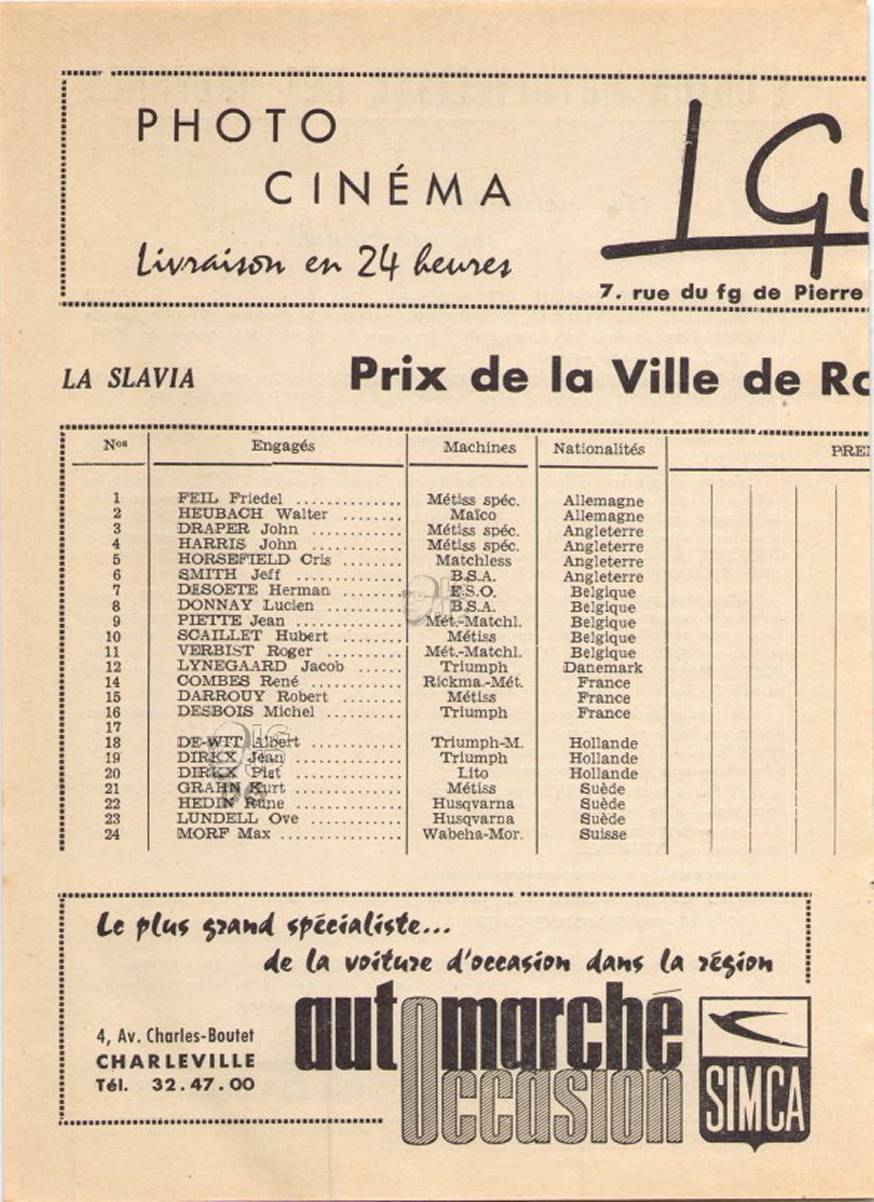 PHOTO
CINÉMA
Livraison en 24 heures
7. rue du fg de Pierre
LA SLAVIA Prix de la Ville de
Nos Engagés Machines Nationalités
1 FEIL Friedel .............. Métiss spéc. Allemagne
2 HEUBACH Walter ........ Maïco Allemagne
3 DRAPER John ............ Métiss spéc. Angleterre
4 HARRIS John ............ Métiss spéc. Angleterre
5 HORSEFIELD Cris ........ Matchless Angleterre
6 SMITH Jeff .............. B.S.A. Angleterre
7 DESOETE Herman ........ E.S.O. Belgique
8 DONNAY Lucien .......... B.S.A. Belgique
9 PIETTE Jean ............ Mét.-Matchl. Belgique
10 SCAILLET Hubert ........ Métiss Belgique
11 VERBIST Roger .......... Mét.-Matchl. Belgique
12 LYNEGAARD Jacob ...... Triumph Danemark
14 COMBES René ............ Rickma.-Mét. France
15 DARROUY Robert ........ Métiss France
16 DESBOIS Michel .......... Triumph France
17
18 DE-WIT Albert ............ Triumph-M. Hollande
19 DIRKX Jean .............. Triumph Hollande
20 DIRKX Piet .............. Lito Hollande
21 GRAHN Kurt .............. Métiss Suède
22 HEDIN Rune .............. Husqvarna Suède
23 LUNDELL Ove ............ Husqvarna Suède
24 MORF Max ................ Wabeha-Mor. Suisse
Le plus grand spécialiste...
de la voiture d'occasion dans la région
automarché
Occasion
4, Av. Charles-Boutet
CHARLEVILLE
Tél. 32.47.00
SIMCA